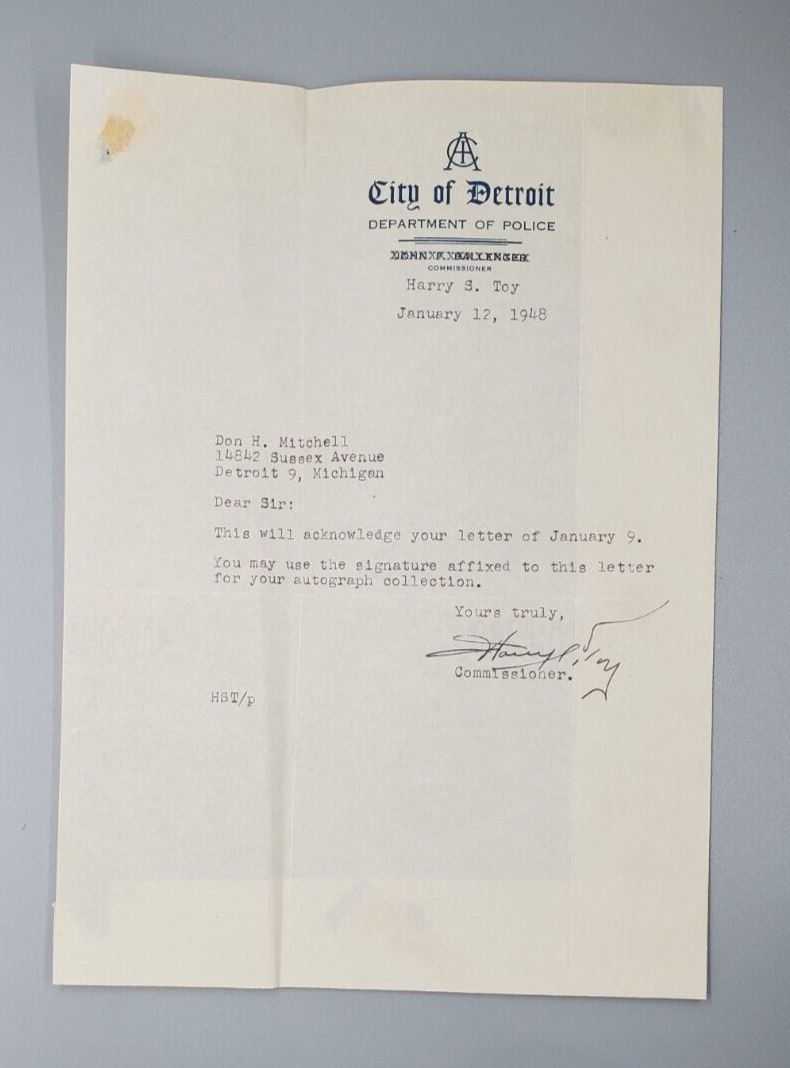 City of Detroit
DEPARTMENT OF POLICE
COMMISSIONER
Harry S. Toy
January 12, 1948
Don H. Mitchell
14842 Sussex Avenue
Detroit 9, Michigan
Dear Sir:
This will acknowledge your letter of January 9.
You may use the signature affixed to this letter
for your autograph collection.
Yours truly,
Harry S. Toy
Commissioner.
HST/p